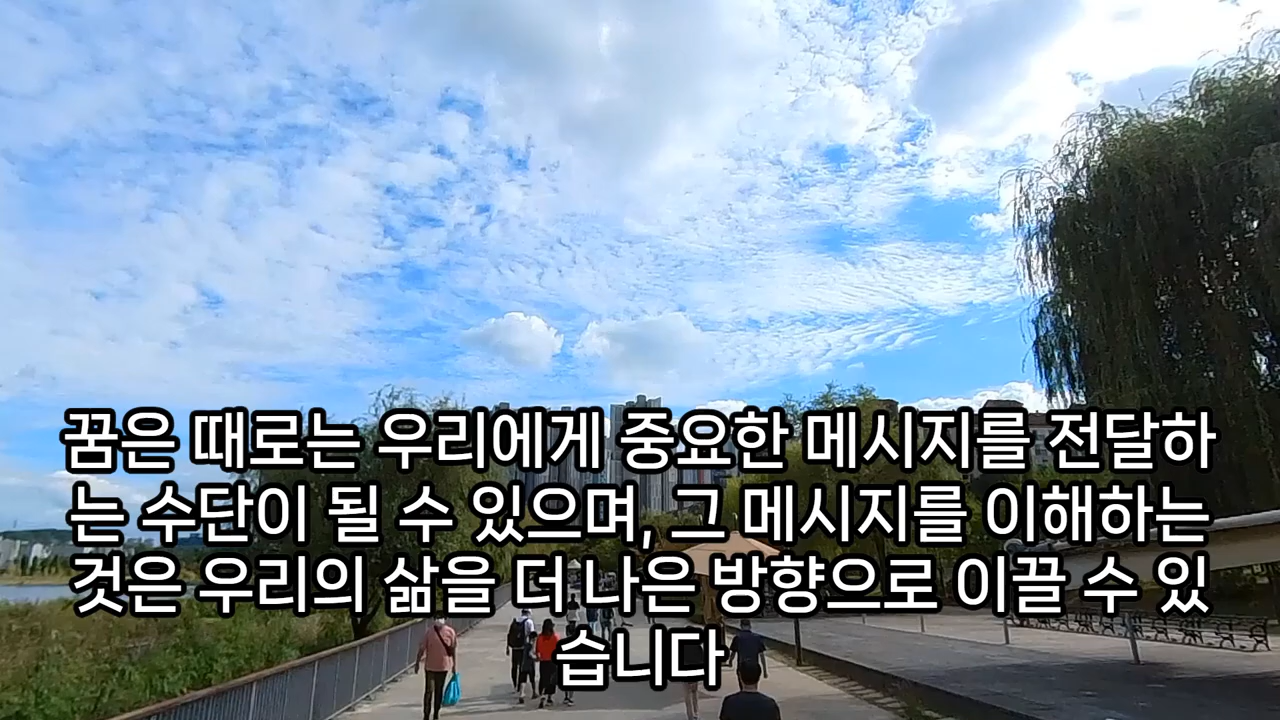 꿈은 때로는 우리에게 중요한 메시지를 전달하
는 수단이 될 수 있으며, 그 메시지를 이해하는
것은 우리의 삶을 더 나은 방향으로 이끌 수 있
습니다